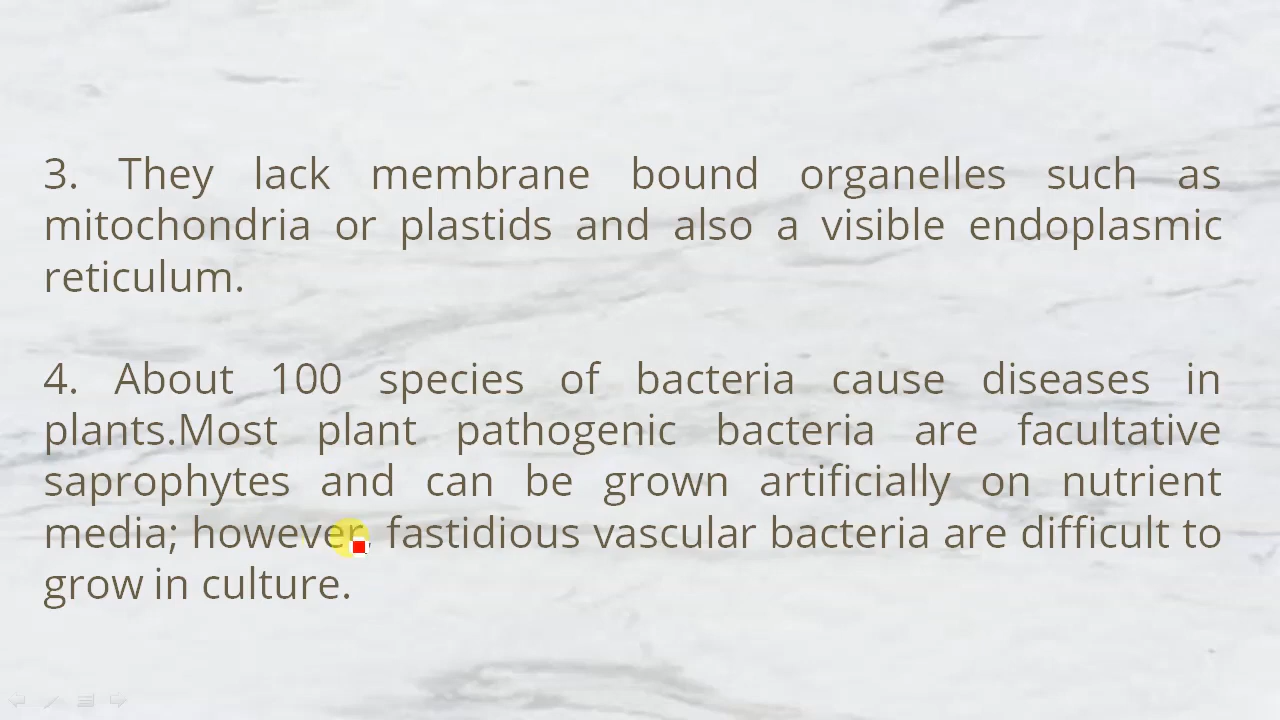 3. They lack membrane bound organelles such as
mitochondria or plastids and also a visible endoplasmic
reticulum.
4. About 100 species of bacteria cause diseases in
plants.Most plant pathogenic bacteria are facultative
saprophytes and can be grown artificially on nutrient
media; however, fastidious vascular bacteria are difficult to
grow in culture.